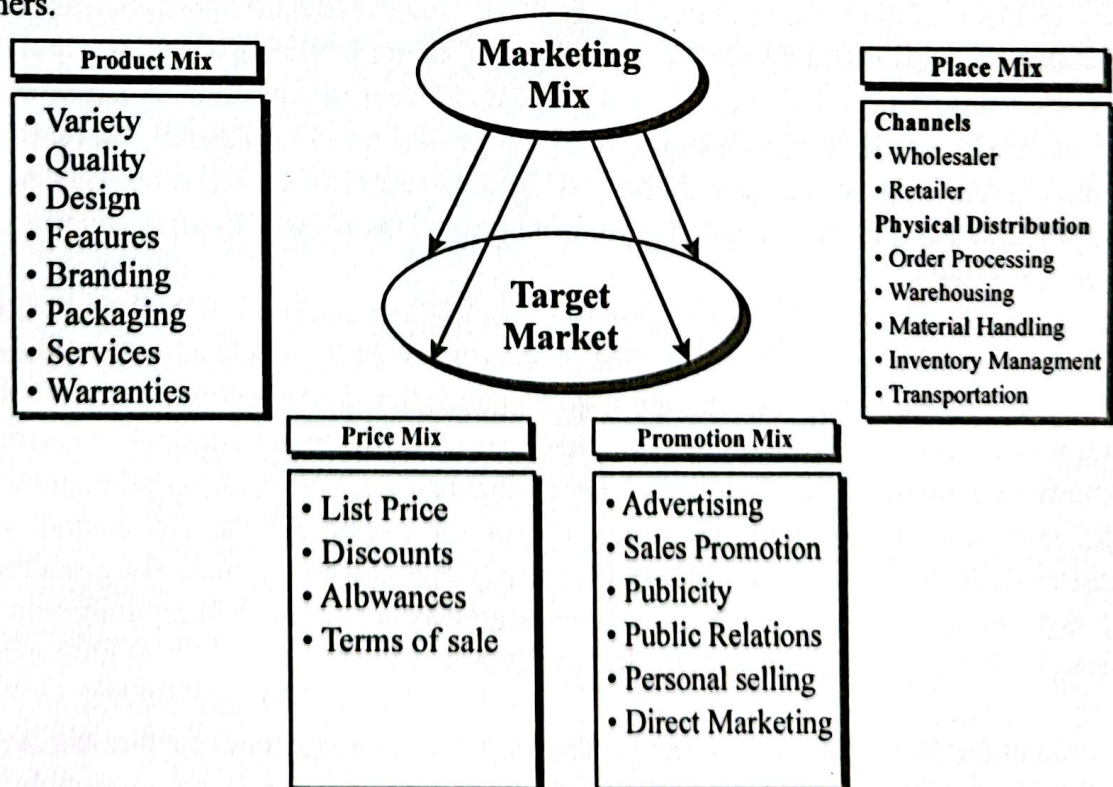 ners.
Marketing
Mix
Product Mix
• Variety
• Quality
• Design
• Features
• Branding
• Packaging
• Services
• Warranties
Target
Market
Place Mix
Channels
• Wholesaler
• Retailer
Physical Distribution
• Order Processing
• Warehousing
• Material Handling
• Inventory Managment
• Transportation
Price Mix
• List Price
• Discounts
• Albwances
• Terms of sale
Promotion Mix
• Advertising
• Sales Promotion
• Publicity
• Public Relations
• Personal selling
• Direct Marketing